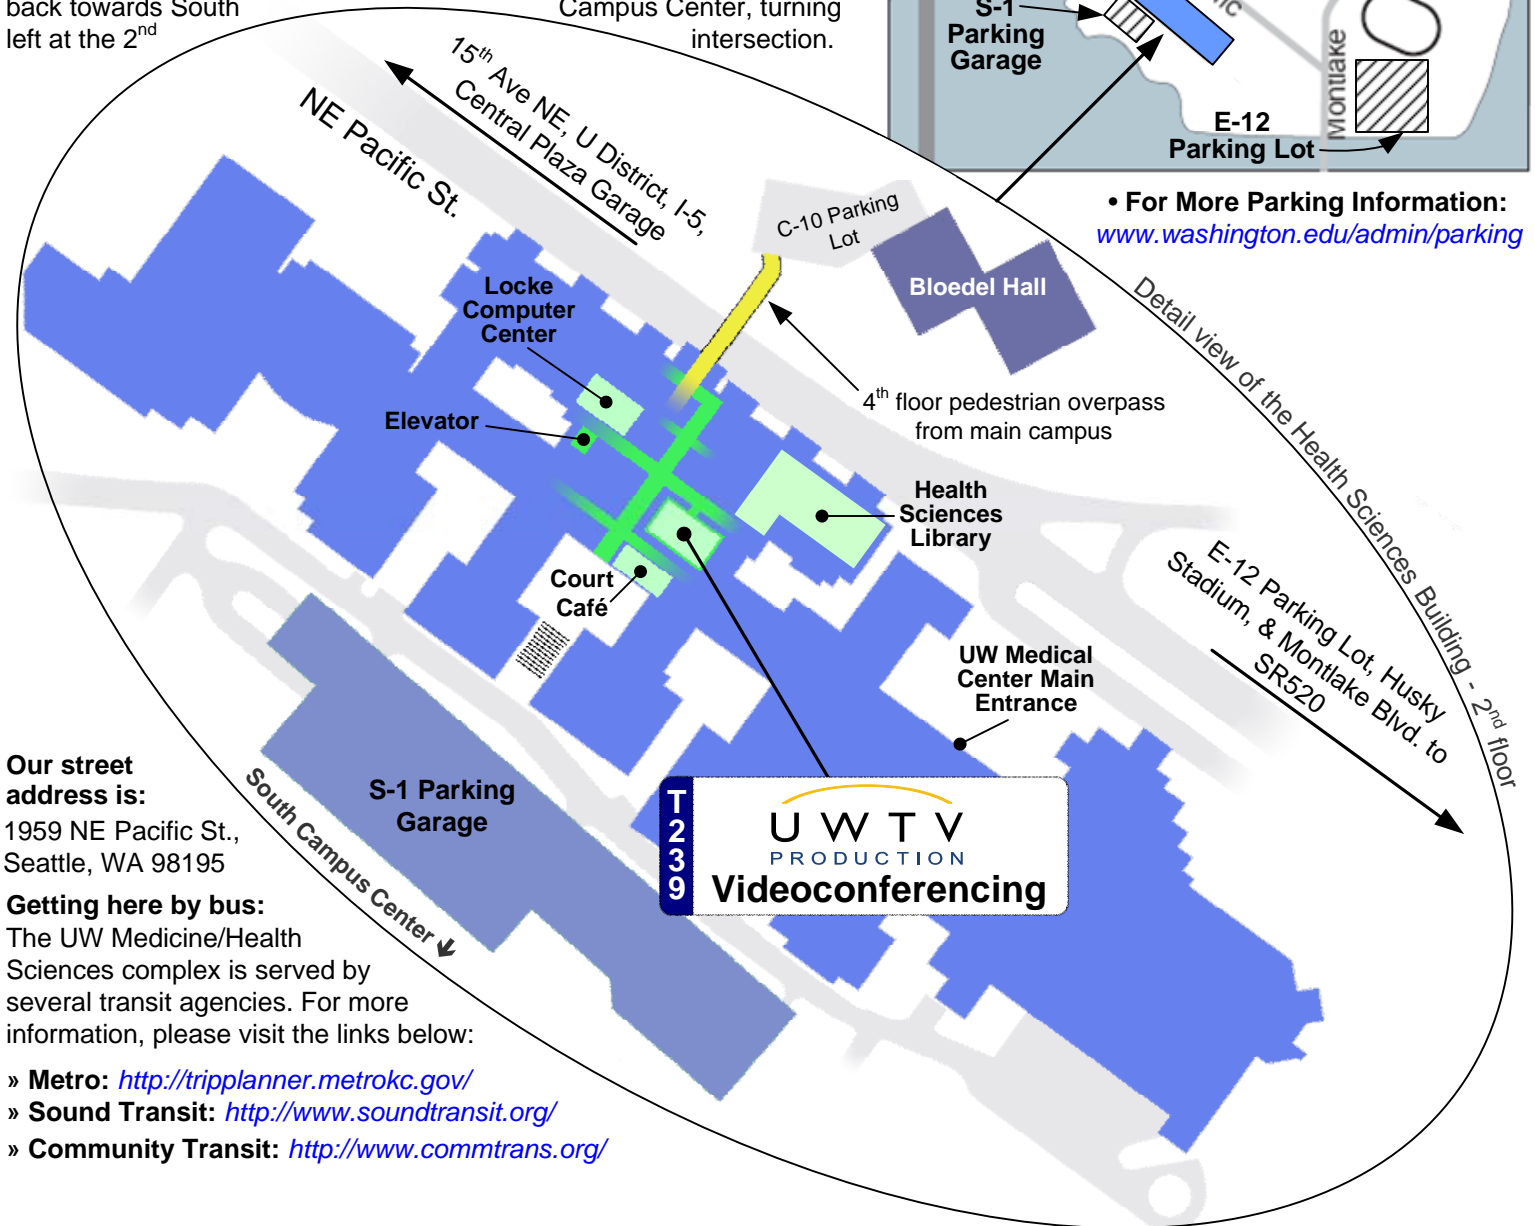 back towards South
left at the 2nd
Campus Center, turning
intersection.
S-1
Parking
Garage
Montlake
E-12
Parking Lot
• For More Parking Information:
www.washington.edu/admin/parking
15th Ave NE, U District, I-5,
Central Plaza Garage
NE Pacific St.
C-10 Parking
Lot
Bloedel Hall
Detail view of the Health Sciences Building - 2nd floor
Locke
Computer
Center
Elevator
4th floor pedestrian overpass
from main campus
Health
Sciences
Library
Court
Café
E-12 Parking Lot, Husky
Stadium, & Montlake Blvd. to
SR520
UW Medical
Center Main
Entrance
S-1 Parking
Garage
South Campus Center
T239
UWTV
PRODUCTION
Videoconferencing
Our street
address is:
1959 NE Pacific St.,
Seattle, WA 98195
Getting here by bus:
The UW Medicine/Health
Sciences complex is served by
several transit agencies. For more
information, please visit the links below:
» Metro: http://tripplanner.metrokc.gov/
» Sound Transit: http://www.soundtransit.org/
» Community Transit: http://www.commtrans.org/